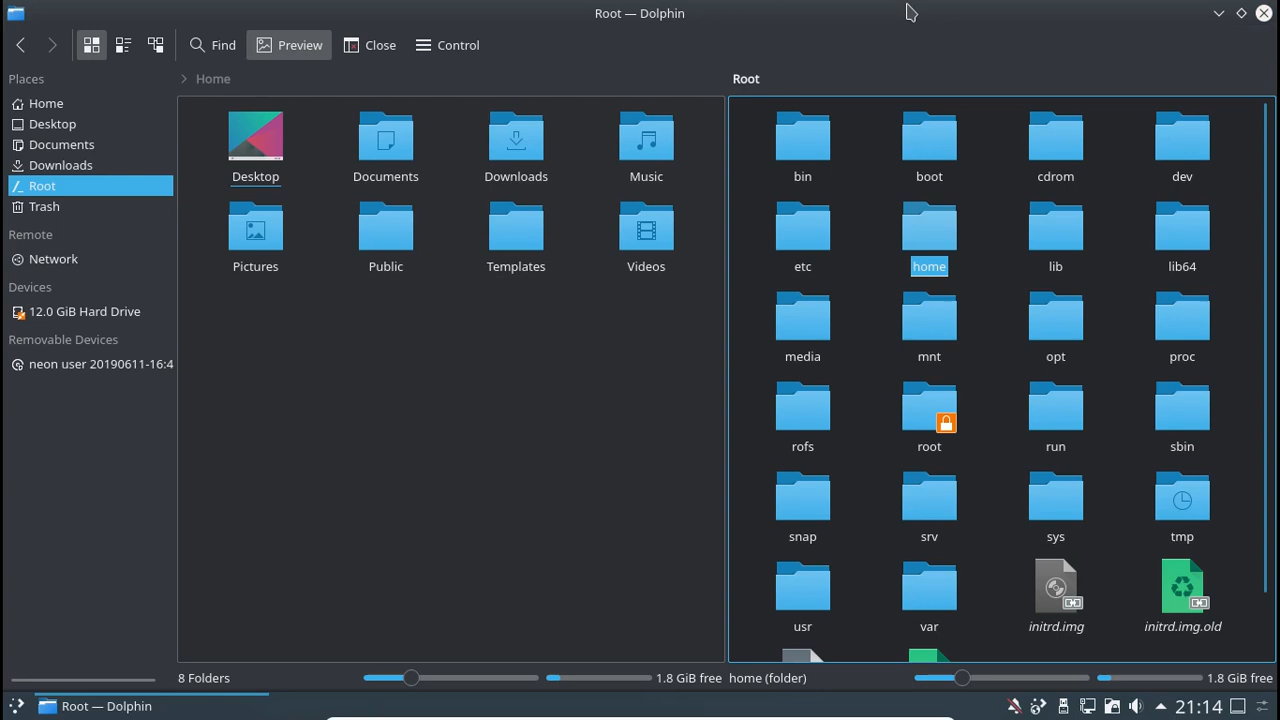 Root — Dolphin
Find
Preview
Close
Control
Places
Home
Desktop
Documents
Downloads
Root
Trash
Remote
Network
Devices
12.0 GiB Hard Drive
Removable Devices
neon user 20190611-16:4
Home
Desktop
Documents
Downloads
Music
Pictures
Public
Templates
Videos
8 Folders
1.8 GiB free
Root
bin
boot
cdrom
dev
etc
home
lib
lib64
media
mnt
opt
proc
rofs
root
run
sbin
snap
srv
sys
tmp
usr
var
initrd.img
initrd.img.old
home (folder)
1.8 GiB free
Root — Dolphin
21:14